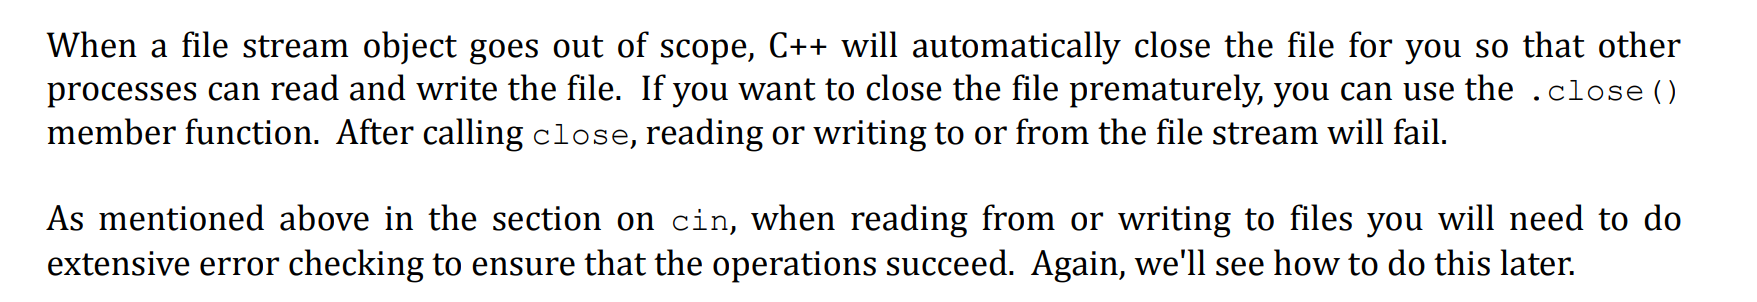 When a file stream object goes out of scope, C++ will automatically close the file for you so that other
processes can read and write the file.  If you want to close the file prematurely, you can use the .close()
member function.  After calling close, reading or writing to or from the file stream will fail.

As mentioned above in the section on cin, when reading from or writing to files you will need to do
extensive error checking to ensure that the operations succeed.  Again, we'll see how to do this later.